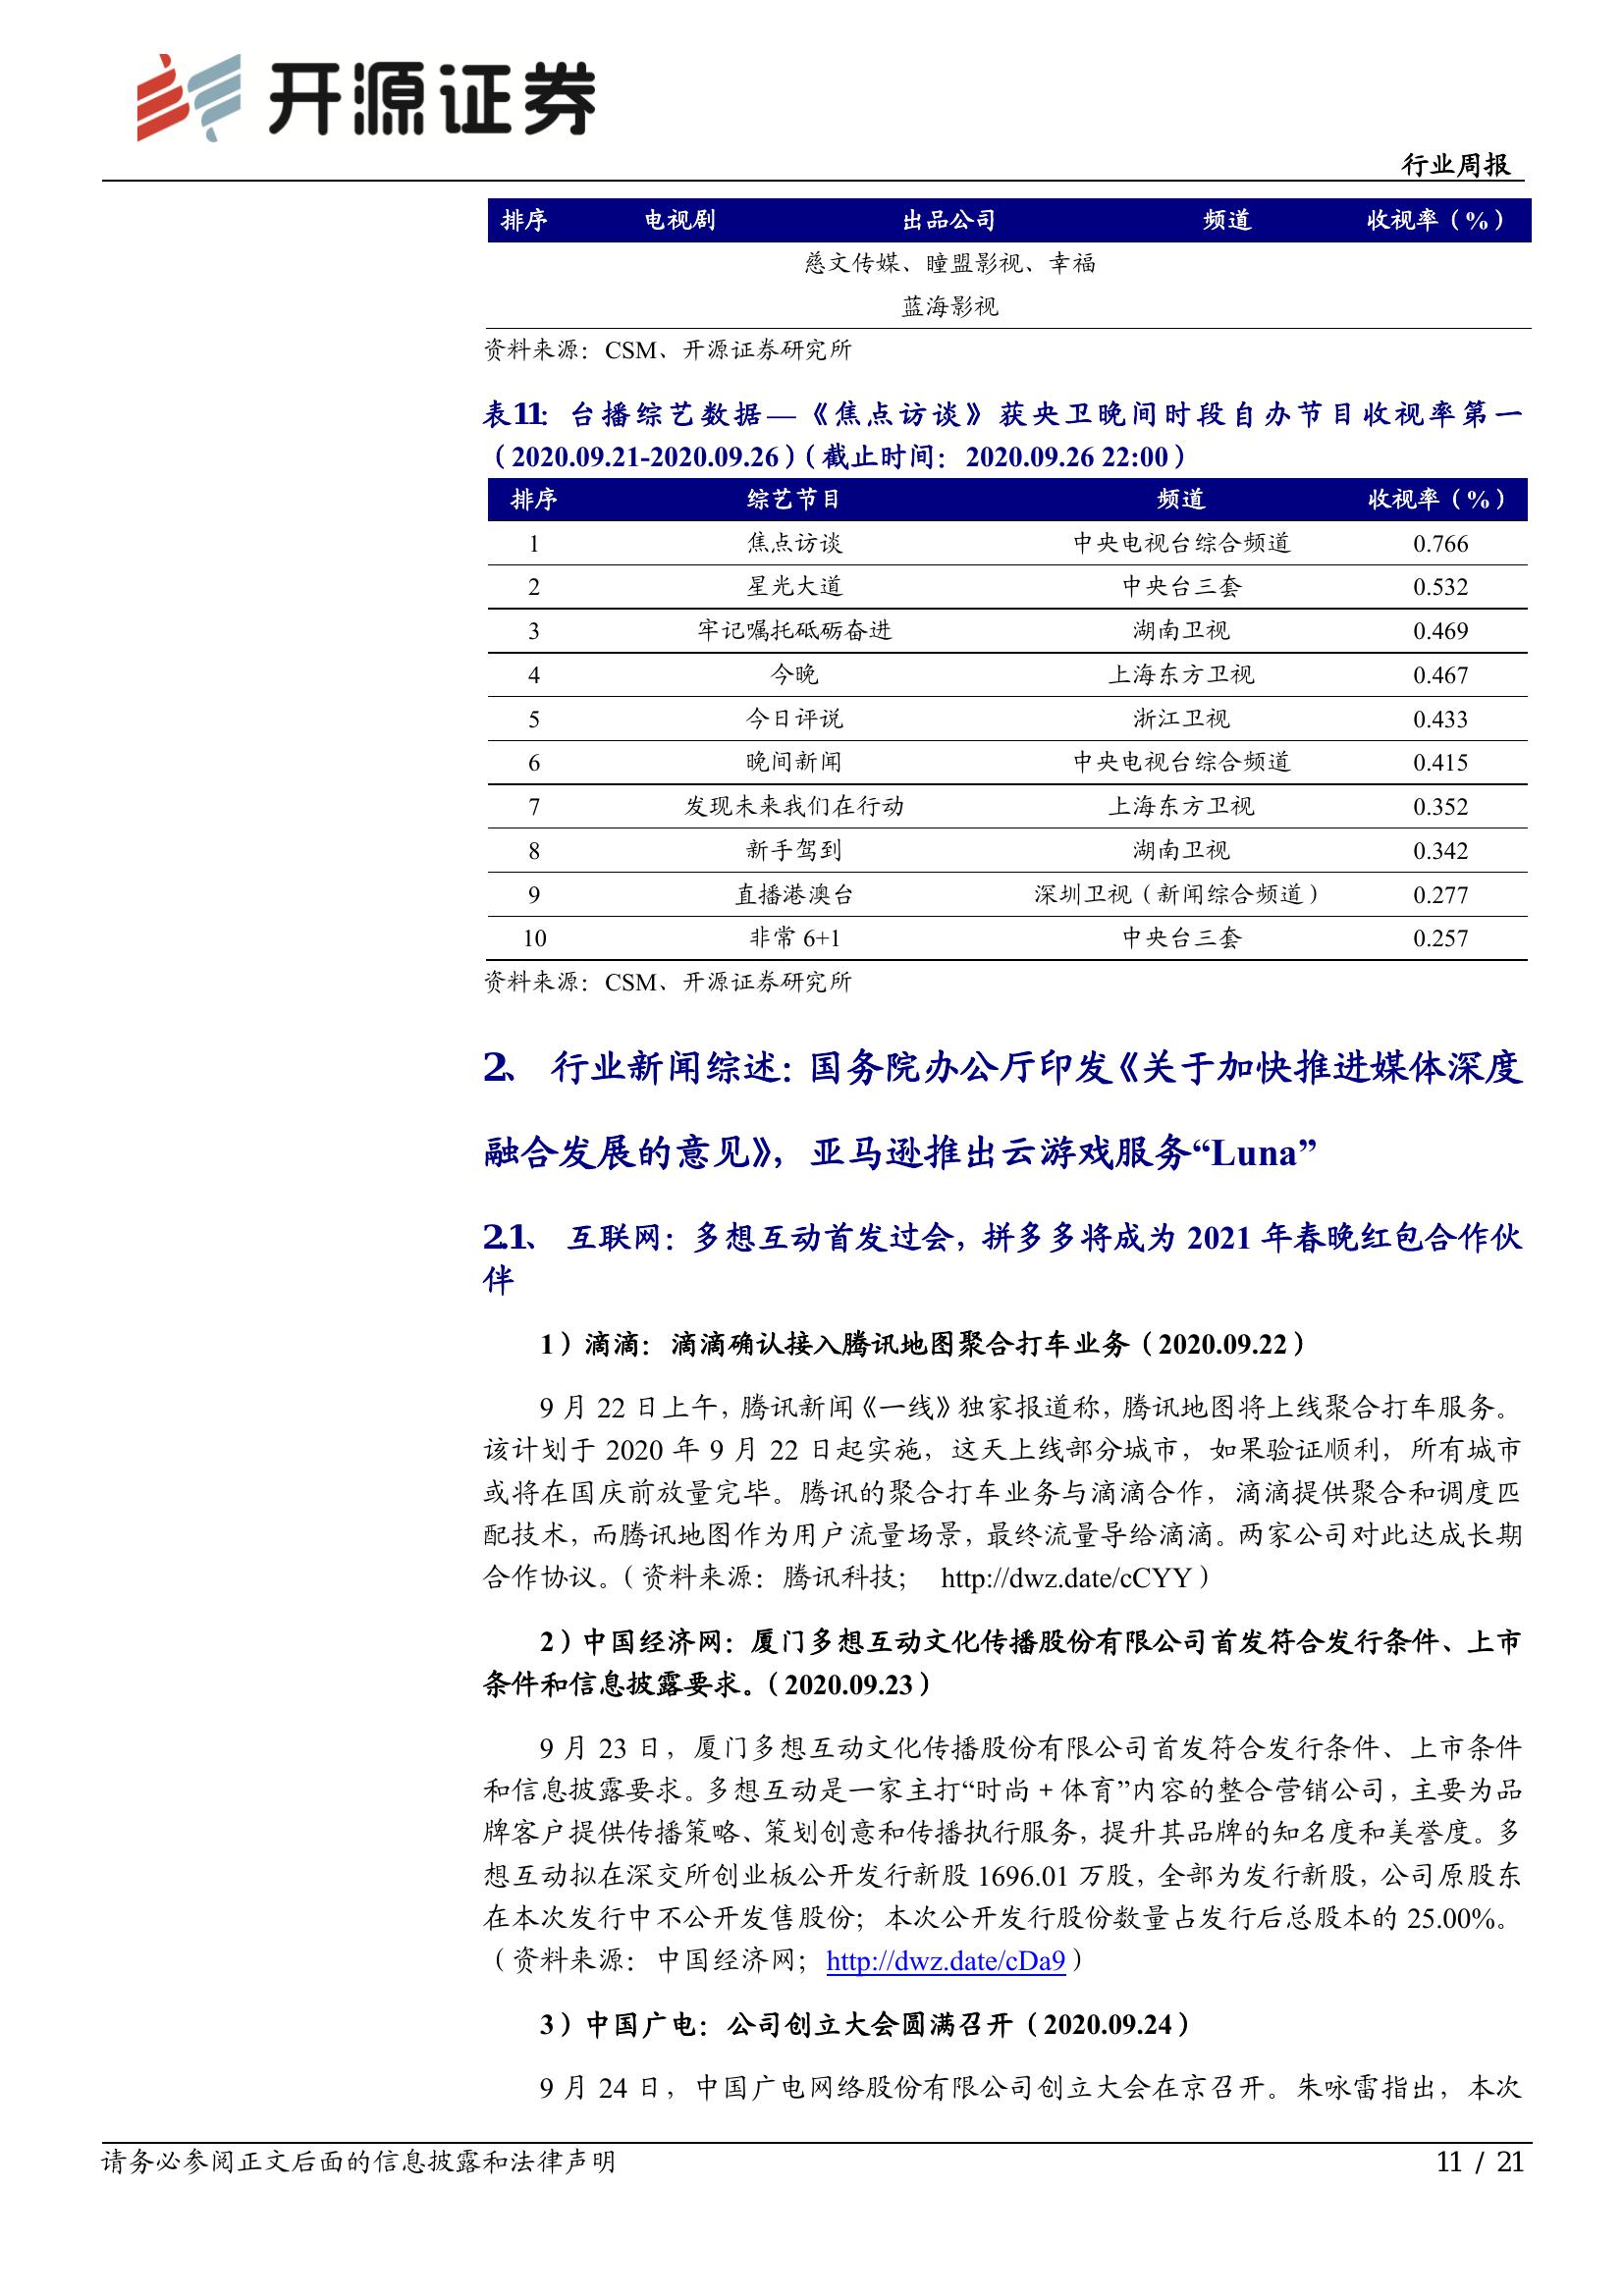 开源证券
行业周报
排序 电视剧 出品公司 频道 收视率（%）
慈文传媒、瞳盟影视、幸福
蓝海影视
资料来源：CSM、开源证券研究所
表11： 台播综艺数据—《焦点访谈》获央卫晚间时段自办节目收视率第一
（2020.09.21-2020.09.26）（截止时间：2020.09.26 22:00）
排序 综艺节目 频道 收视率（%）
1 焦点访谈 中央电视台综合频道 0.766
2 星光大道 中央台三套 0.532
3 牢记嘱托砥砺奋进 湖南卫视 0.469
4 今晚 上海东方卫视 0.467
5 今日评说 浙江卫视 0.433
6 晚间新闻 中央电视台综合频道 0.415
7 发现未来我们在行动 上海东方卫视 0.352
8 新手驾到 湖南卫视 0.342
9 直播港澳台 深圳卫视（新闻综合频道） 0.277
10 非常 6+1 中央台三套 0.257
资料来源：CSM、开源证券研究所
2、 行业新闻综述：国务院办公厅印发《关于加快推进媒体深度
融合发展的意见》，亚马逊推出云游戏服务“Luna”
2.1、 互联网：多想互动首发过会，拼多多将成为 2021 年春晚红包合作伙
伴
1）滴滴：滴滴确认接入腾讯地图聚合打车业务（2020.09.22）
9 月 22 日上午，腾讯新闻《一线》独家报道称，腾讯地图将上线聚合打车服务。
该计划于 2020 年 9 月 22 日起实施，这天上线部分城市，如果验证顺利，所有城市
或将在国庆前放量完毕。腾讯的聚合打车业务与滴滴合作，滴滴提供聚合和调度匹
配技术，而腾讯地图作为用户流量场景，最终流量导给滴滴。两家公司对此达成长期
合作协议。（资料来源：腾讯科技； http://dwz.date/cCYY）
2）中国经济网：厦门多想互动文化传播股份有限公司首发符合发行条件、上市
条件和信息披露要求。（2020.09.23）
9 月 23 日，厦门多想互动文化传播股份有限公司首发符合发行条件、上市条件
和信息披露要求。多想互动是一家主打“时尚 + 体育”内容的整合营销公司，主要为品
牌客户提供传播策略、策划创意和传播执行服务，提升其品牌的知名度和美誉度。多
想互动拟在深交所创业板公开发行新股 1696.01 万股，全部为发行新股，公司原股东
在本次发行中不公开发售股份；本次公开发行股份数量占发行后总股本的 25.00%。
（资料来源：中国经济网；http://dwz.date/cDa9）
3）中国广电：公司创立大会圆满召开（2020.09.24）
9 月 24 日，中国广电网络股份有限公司创立大会在京召开。朱咏雷指出，本次
请务必参阅正文后面的信息披露和法律声明
11 / 21